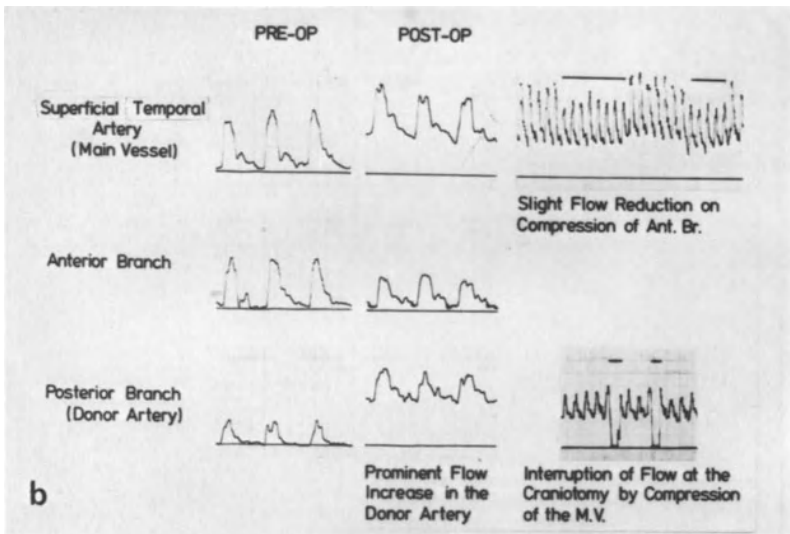 PRE-OP
POST-OP
Superficial Temporal
Artery
(Main Vessel)
Slight Flow Reduction on
Compression of Ant. Br.
Anterior Branch
Posterior Branch
(Donor Artery)
Prominent Flow
Increase in the
Donor Artery
Interruption of Flow at the
Craniotomy by Compression
of the M.V.
b